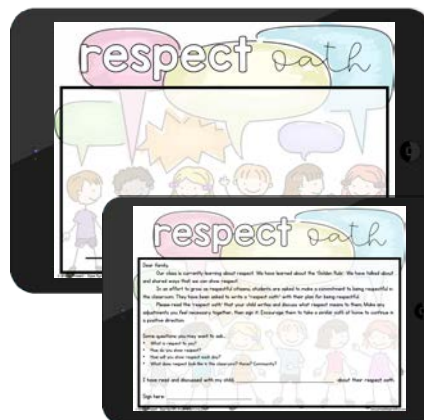 respect oath
respect oath
Dear Family,
Our class is currently learning about respect. We have learned about the 'Golden Rule'. We have talked about
and shared ways that we can show respect.
In an effort to grow as respectful citizens, students are asked to make a commitment to being respectful in
the classroom. They have been asked to write a 'respect oath' with their plan for being respectful.
Please read the 'respect oath' that your child writes and discuss what respect means to them. Make any
adjustments you feel necessary together, then sign it. Encourage them to take a similar oath at home to continue in
a positive direction.
Some questions you may want to ask...
• What is respect to you?
• How do you show respect?
• How will you show respect each day?
• What does respect look like in the classroom? Home? Community?
I have read and discussed with my child, about their respect oath.
Sign here